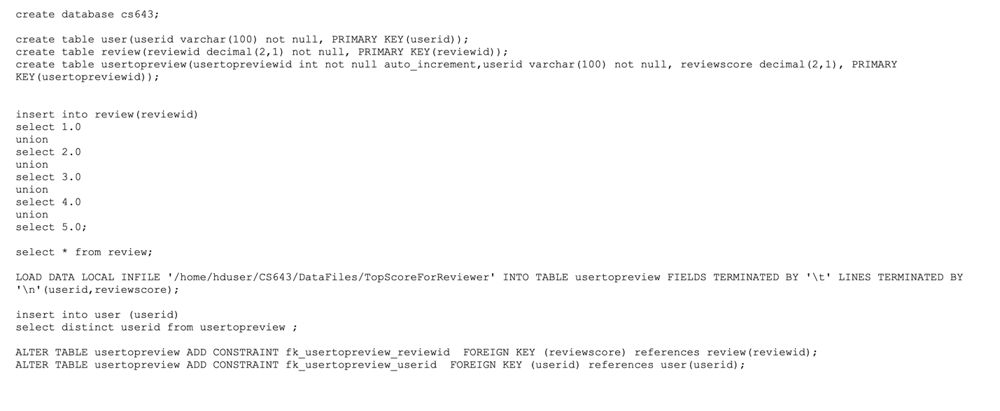 create database cs643;
create table user(userid varchar(100) not null, PRIMARY KEY(userid));
create table review(reviewid decimal(2,1) not null, PRIMARY KEY(reviewid));
create table usertopreview(usertopreviewid int not null auto_increment,userid varchar(100) not null, reviewscore decimal(2,1), PRIMARY
KEY(usertopreviewid));
insert into review(reviewid)
select 1.0
union
select 2.0
union
select 3.0
union
select 4.0
union
select 5.0;
select * from review;
LOAD DATA LOCAL INFILE '/home/hduser/CS643/DataFiles/TopScoreForReviewer' INTO TABLE usertopreview FIELDS TERMINATED BY '\t' LINES TERMINATED BY
'\n'(userid,reviewscore);
insert into user (userid)
select distinct userid from usertopreview ;
ALTER TABLE usertopreview ADD CONSTRAINT fk_usertopreview_reviewid  FOREIGN KEY (reviewscore) references review(reviewid);
ALTER TABLE usertopreview ADD CONSTRAINT fk_usertopreview_userid  FOREIGN KEY (userid) references user(userid);